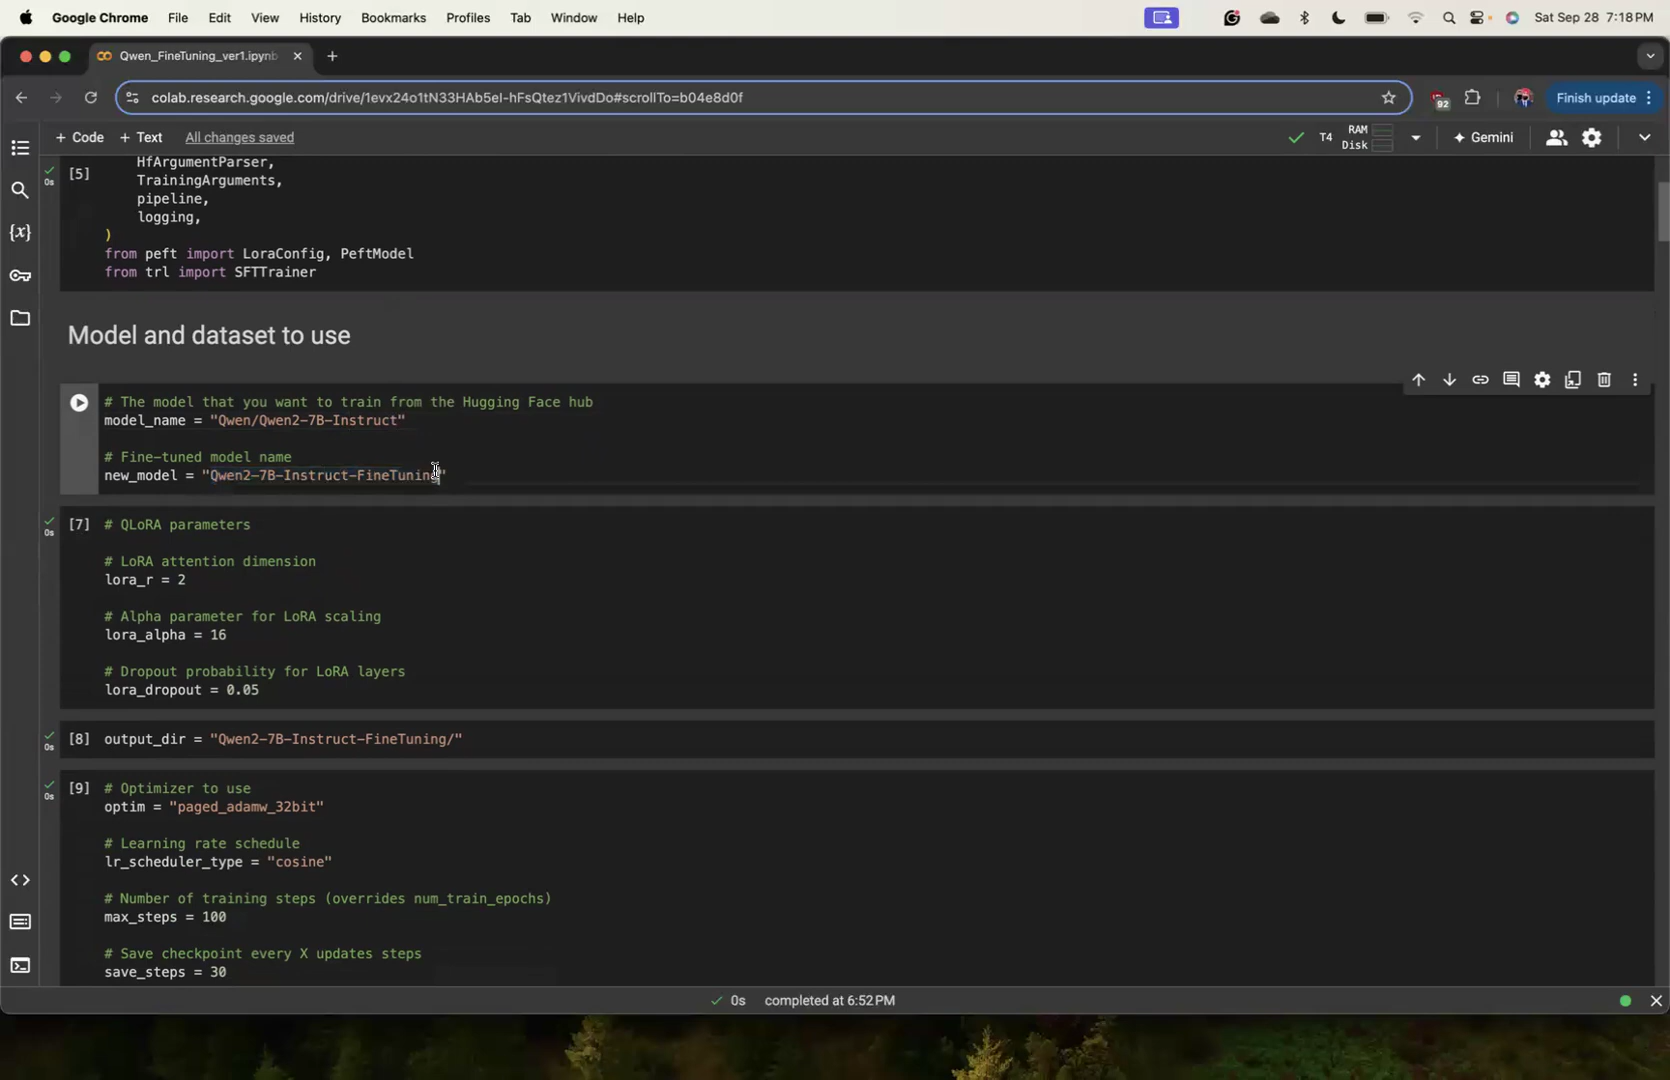 Google Chrome File Edit View History Bookmarks Profiles Tab Window Help Sat Sep 28 7:18 PM
Qwen_FineTuning_ver1.ipynb
colab.research.google.com/drive/1evx24o1tN33HAb5eI-hFsQtez1VivdDo#scrollTo=b04e8d0f 92 Finish update
+ Code + Text All changes saved T4 RAM Disk Gemini
HfArgumentParser,
[5] TrainingArguments,
0s
pipeline,
logging,
)
from peft import LoraConfig, PeftModel
from trl import SFTTrainer
{x}
Model and dataset to use
# The model that you want to train from the Hugging Face hub
model_name = "Qwen/Qwen2-7B-Instruct"
# Fine-tuned model name
new_model = "Qwen2-7B-Instruct-FineTuning"
[7] # QLoRA parameters
0s
# LoRA attention dimension
lora_r = 2
# Alpha parameter for LoRA scaling
lora_alpha = 16
# Dropout probability for LoRA layers
lora_dropout = 0.05
[8] output_dir = "Qwen2-7B-Instruct-FineTuning/"
0s
[9] # Optimizer to use
0s
optim = "paged_adamw_32bit"
# Learning rate schedule
lr_scheduler_type = "cosine"
# Number of training steps (overrides num_train_epochs)
max_steps = 100
# Save checkpoint every X updates steps
save_steps = 30
0s completed at 6:52 PM